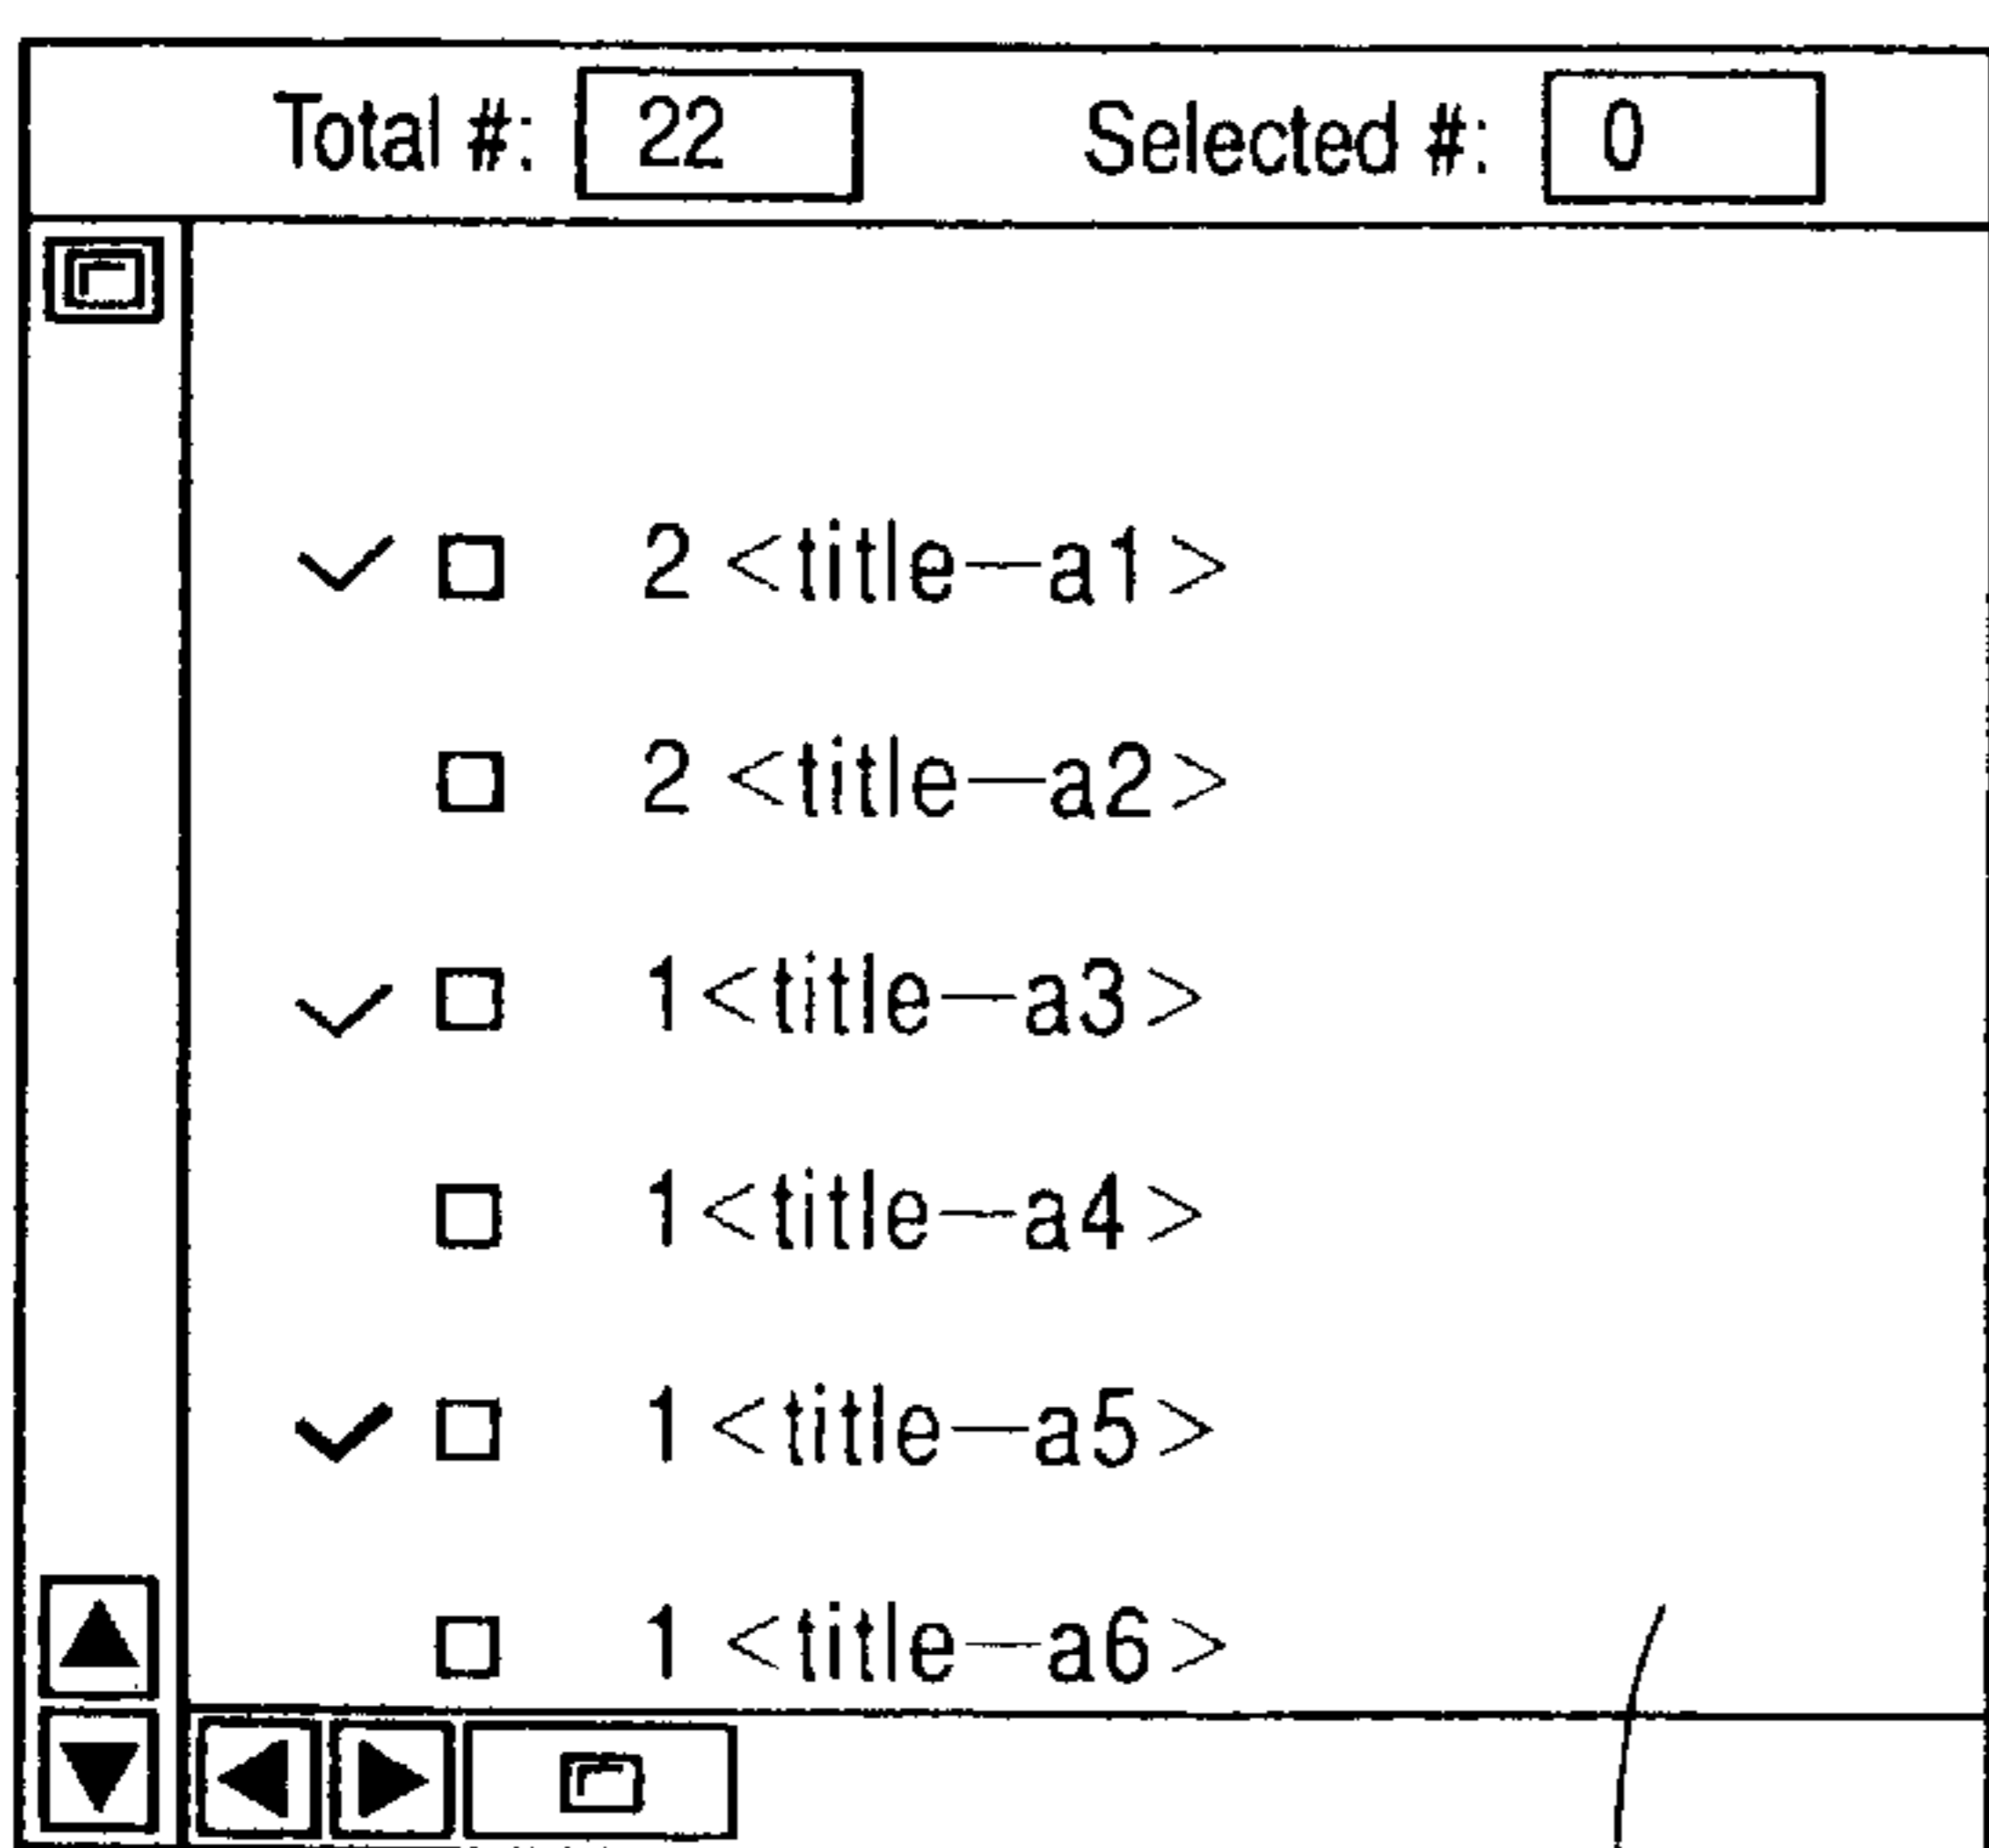 Total #: 22 Selected #: 0
✓ □ 2 <title—a1>
□ 2 <title—a2>
✓ □ 1 <title—a3>
□ 1 <title—a4>
✓ □ 1 <title—a5>
□ 1 <title—a6>